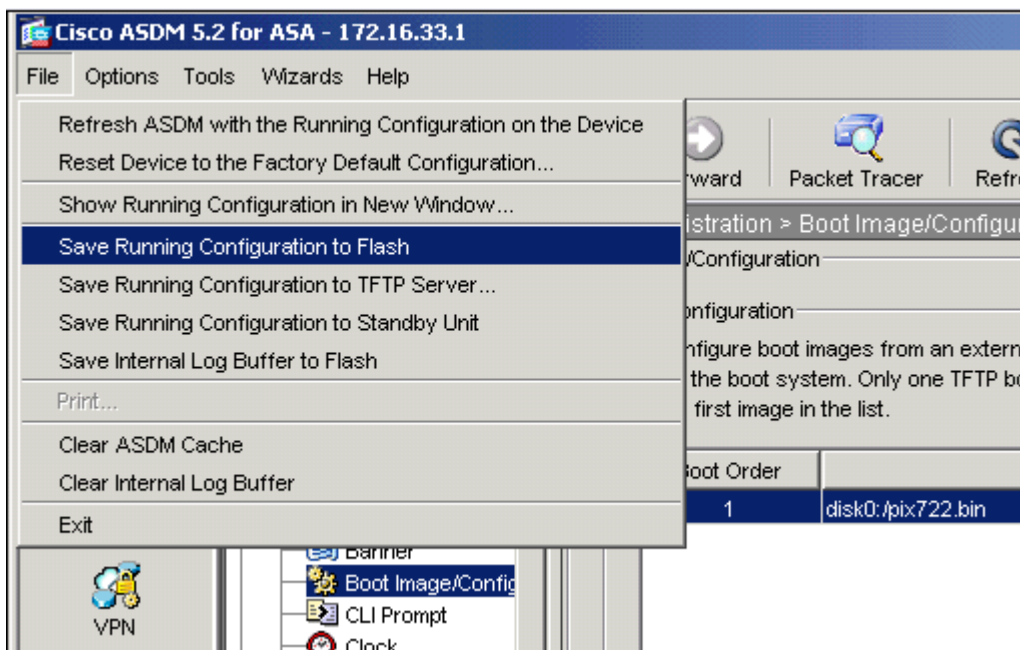 Cisco ASDM 5.2 for ASA - 172.16.33.1
File Options Tools Wizards Help
Refresh ASDM with the Running Configuration on the Device
Reset Device to the Factory Default Configuration...
Show Running Configuration in New Window...
Save Running Configuration to Flash
Save Running Configuration to TFTP Server...
Save Running Configuration to Standby Unit
Save Internal Log Buffer to Flash
Print...
Clear ASDM Cache
Clear Internal Log Buffer
Exit
ward Packet Tracer Refr
istration > Boot Image/Configu
/Configuration
onfiguration
nfigure boot images from an extern
the boot system. Only one TFTP bo
first image in the list.
Boot Order
1 disk0:/pix722.bin
Banner
Boot Image/Config
CLI Prompt
Clock
VPN